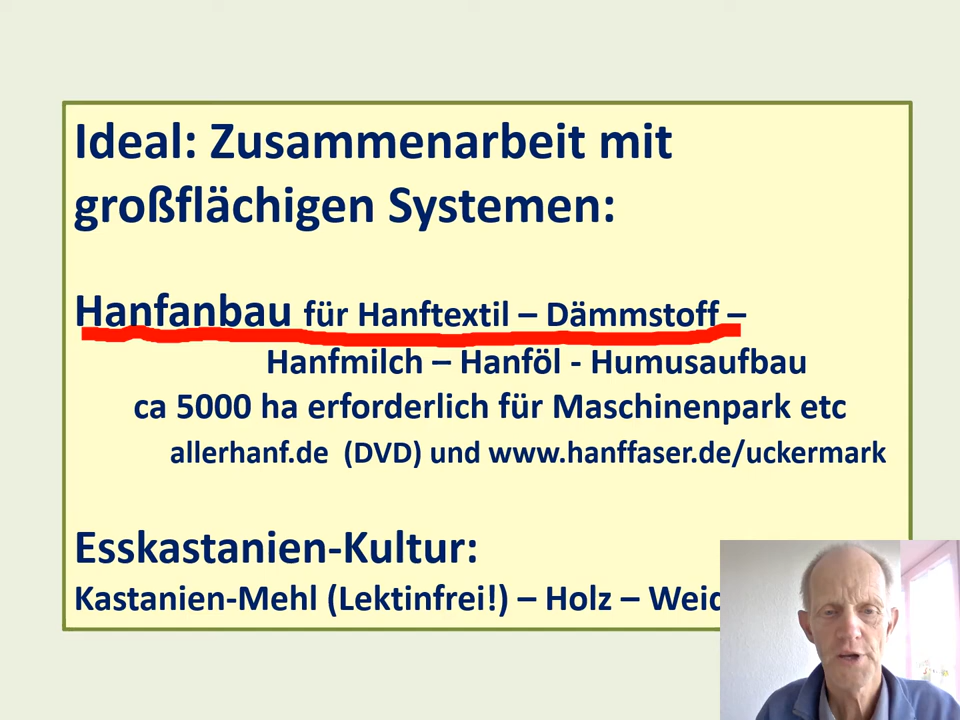 Ideal: Zusammenarbeit mit
großflächigen Systemen:
Hanfanbau für Hanftextil – Dämmstoff –
Hanfmilch – Hanföl - Humusaufbau
ca 5000 ha erforderlich für Maschinenpark etc
allerhanf.de (DVD) und www.hanffaser.de/uckermark
Esskastanien-Kultur:
Kastanien-Mehl (Lektinfrei!) – Holz –